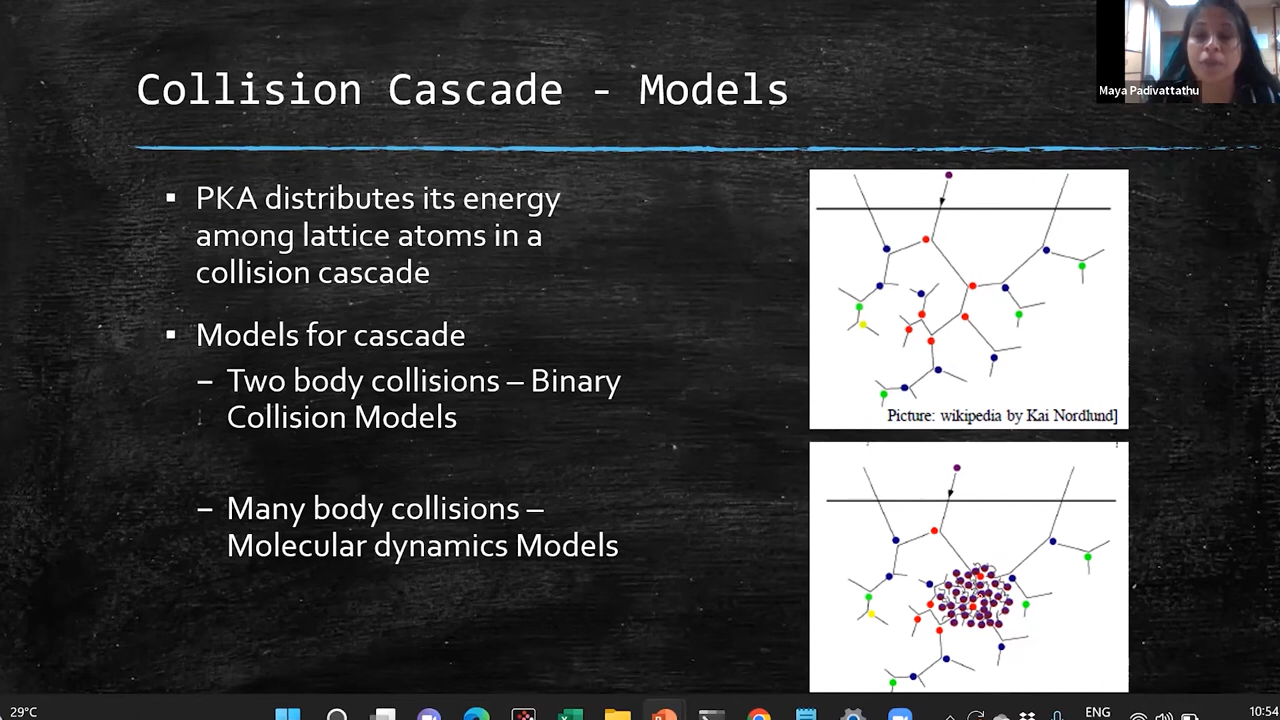 Maya Padivattathu
Collision Cascade - Models
▪ PKA distributes its energy
among lattice atoms in a
collision cascade
▪ Models for cascade
– Two body collisions – Binary
Collision Models
– Many body collisions –
Molecular dynamics Models
Picture: wikipedia by Kai Nordlund]
29°C
ENG
10:54